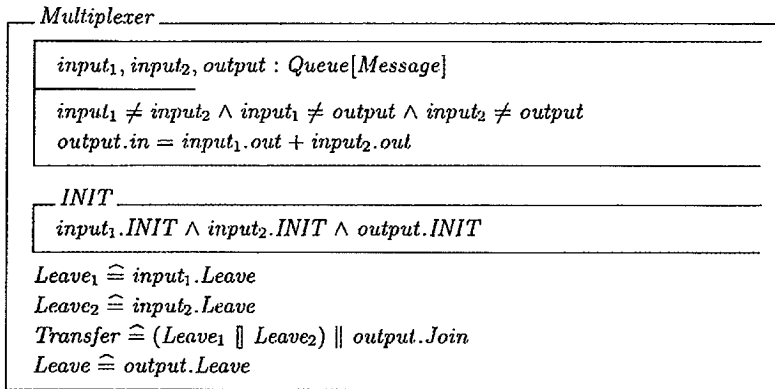 Multiplexer
input₁, input₂, output : Queue[Message]
input₁ ≠ input₂ ∧ input₁ ≠ output ∧ input₂ ≠ output
output.in = input₁.out + input₂.out
INIT
input₁.INIT ∧ input₂.INIT ∧ output.INIT
Leave₁ ≙ input₁.Leave
Leave₂ ≙ input₂.Leave
Transfer ≙ (Leave₁ ▯ Leave₂) ∥ output.Join
Leave ≙ output.Leave